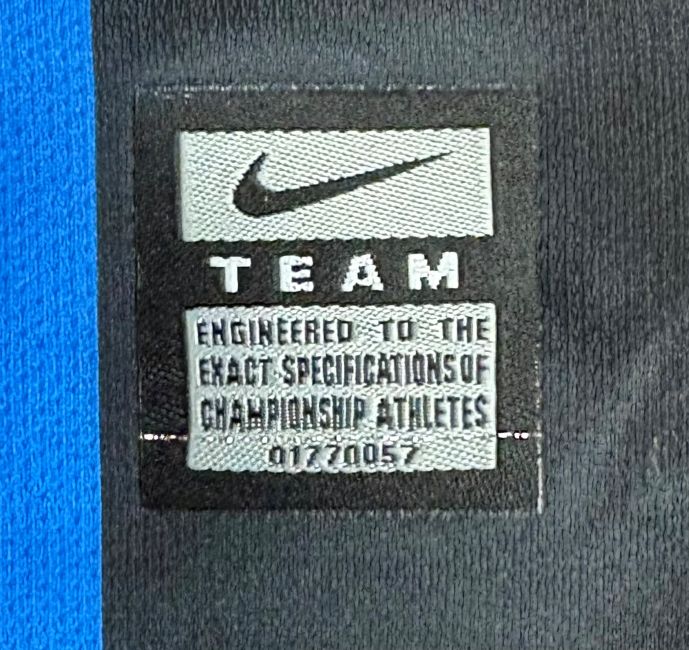 TEAM
ENGINEERED TO THE
EXACT SPECIFICATIONS OF
CHAMPIONSHIP ATHLETES
01770057